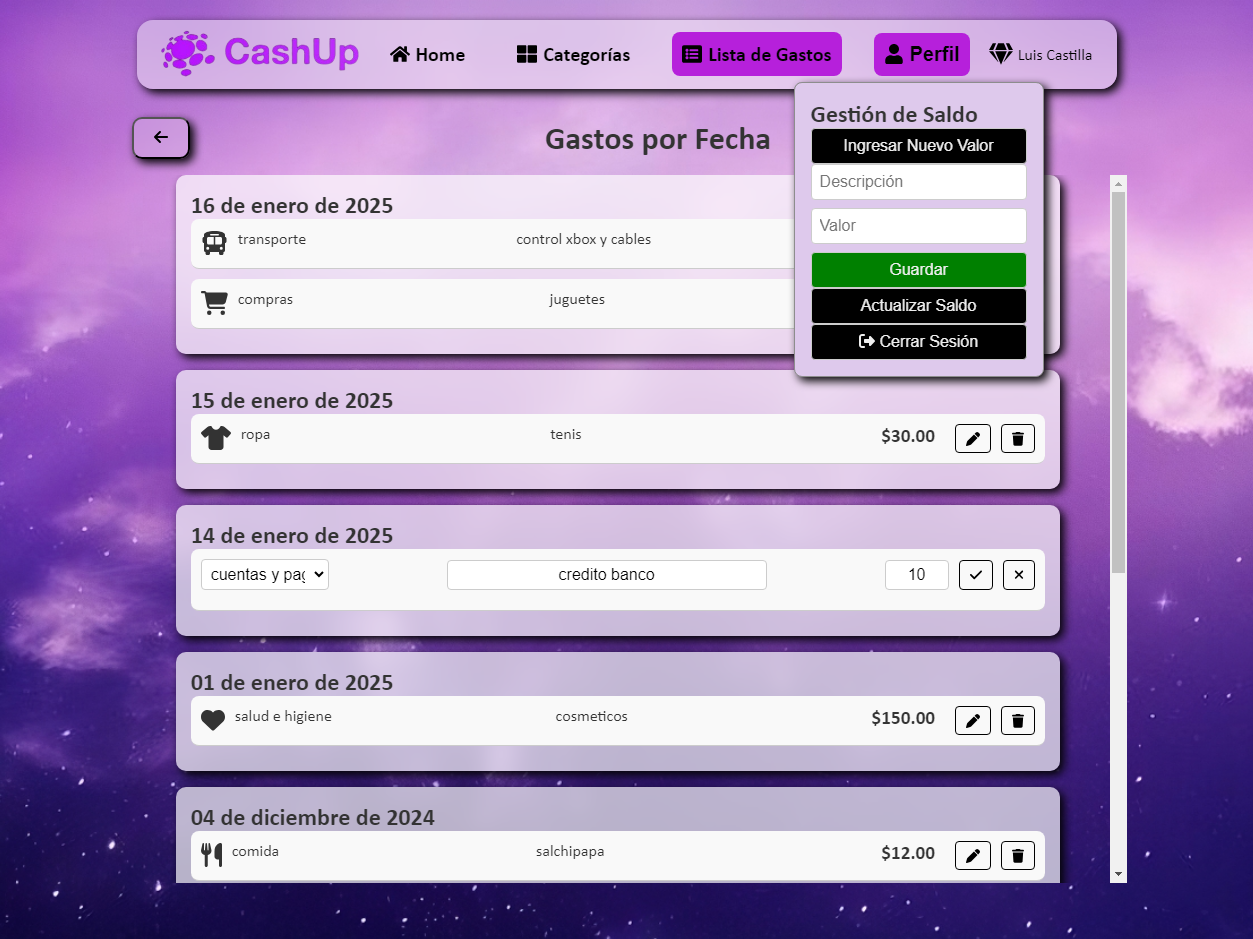 CashUp Home Categorías Lista de Gastos Perfil Luis Castilla
Gastos por Fecha
Gestión de Saldo
Ingresar Nuevo Valor
Descripción
Valor
Guardar
Actualizar Saldo
Cerrar Sesión
16 de enero de 2025
transporte control xbox y cables
compras juguetes
15 de enero de 2025
ropa tenis $30.00
14 de enero de 2025
cuentas y pag credito banco 10
01 de enero de 2025
salud e higiene cosmeticos $150.00
04 de diciembre de 2024
comida salchipapa $12.00